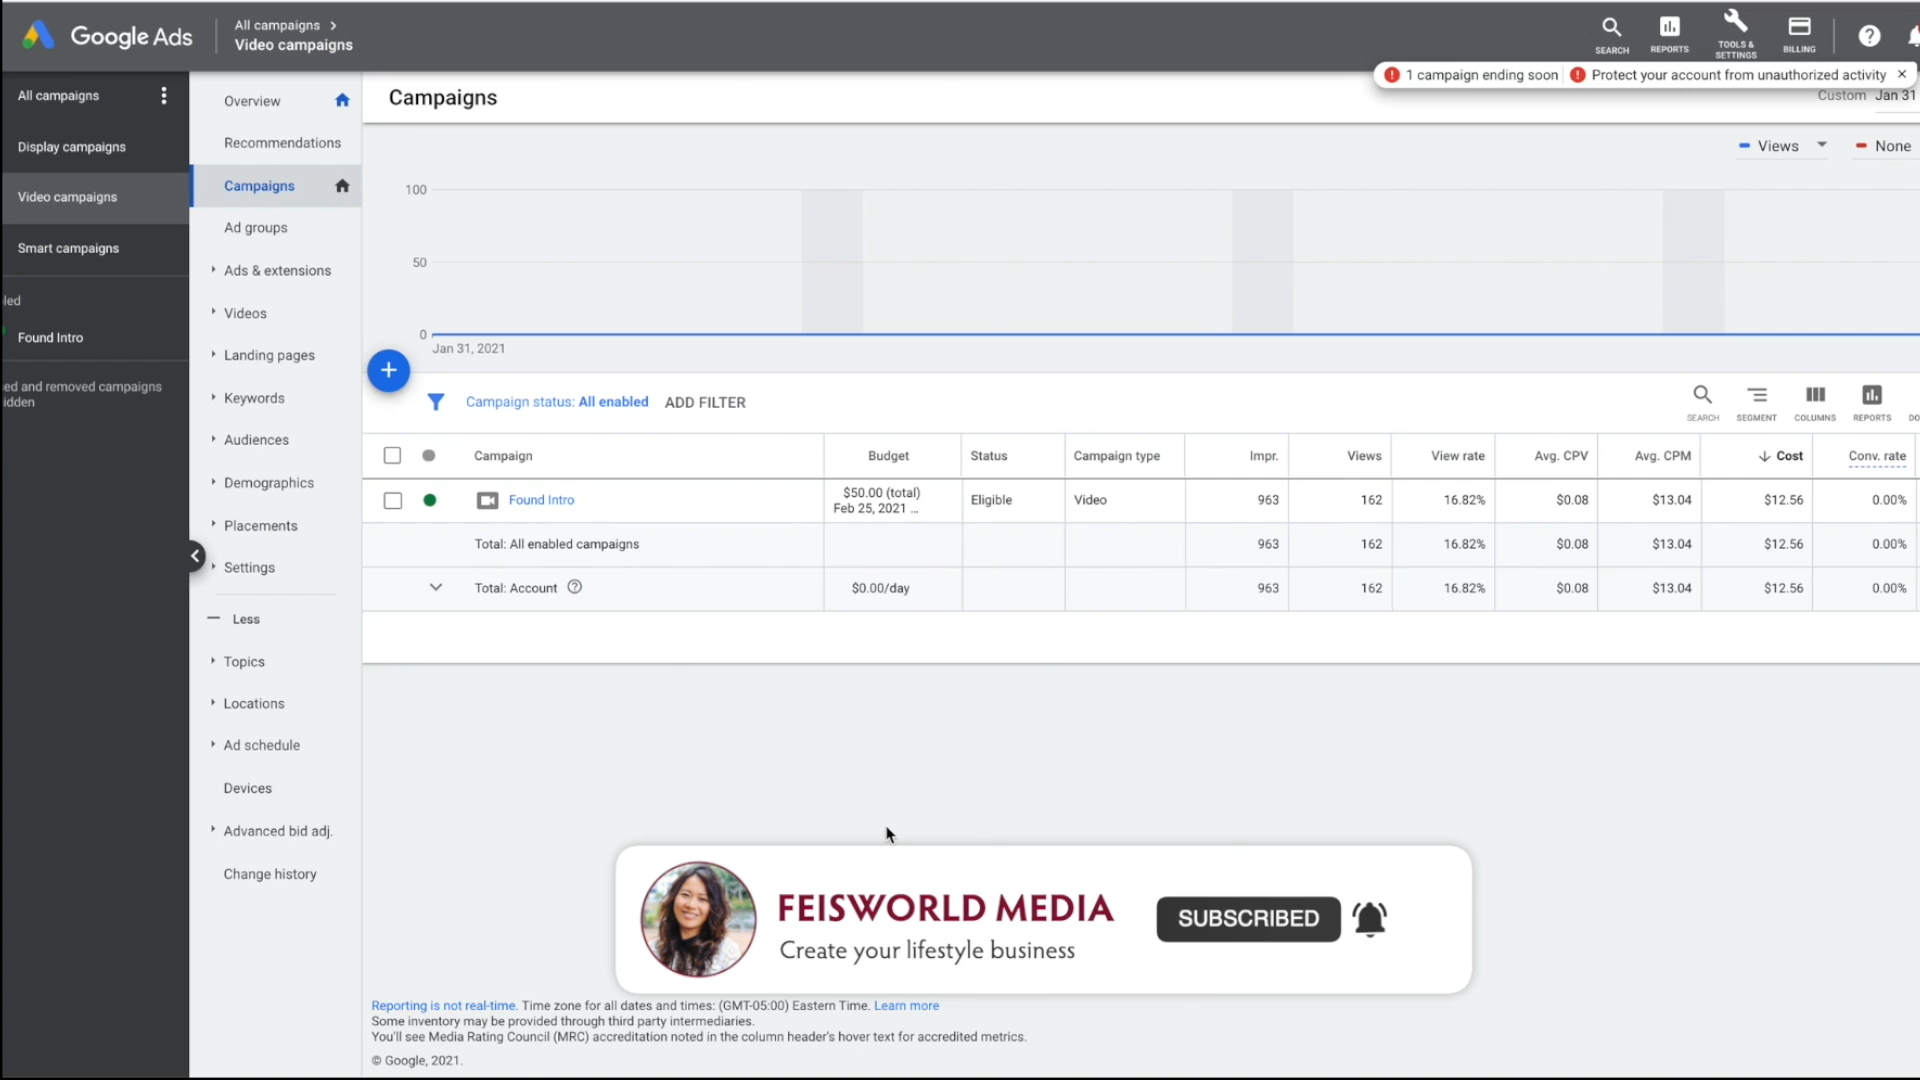 Google Ads
All campaigns
Video campaigns
SEARCH
REPORTS
TOOLS &
SETTINGS
BILLING
1 campaign ending soon
Protect your account from unauthorized activity
All campaigns
Display campaigns
Video campaigns
Smart campaigns
led
Found Intro
ed and removed campaigns
idden
Overview
Recommendations
Campaigns
Ad groups
Ads & extensions
Videos
Landing pages
Keywords
Audiences
Demographics
Placements
Settings
Less
Topics
Locations
Ad schedule
Devices
Advanced bid adj.
Change history
Campaigns
Custom Jan 31
Views
None
100
50
0
Jan 31, 2021
Campaign status: All enabled ADD FILTER
SEARCH
SEGMENT
COLUMNS
REPORTS
DO
Campaign Budget Status Campaign type Impr. Views View rate Avg. CPV Avg. CPM Cost Conv. rate
Found Intro $50.00 (total) Eligible Video 963 162 16.82% $0.08 $13.04 $12.56 0.00%
Feb 25, 2021 ...
Total: All enabled campaigns 963 162 16.82% $0.08 $13.04 $12.56 0.00%
Total: Account $0.00/day 963 162 16.82% $0.08 $13.04 $12.56 0.00%
FEISWORLD MEDIA
Create your lifestyle business
SUBSCRIBED
Reporting is not real-time. Time zone for all dates and times: (GMT-05:00) Eastern Time. Learn more
Some inventory may be provided through third party intermediaries.
You'll see Media Rating Council (MRC) accreditation noted in the column header's hover text for accredited metrics.
© Google, 2021.